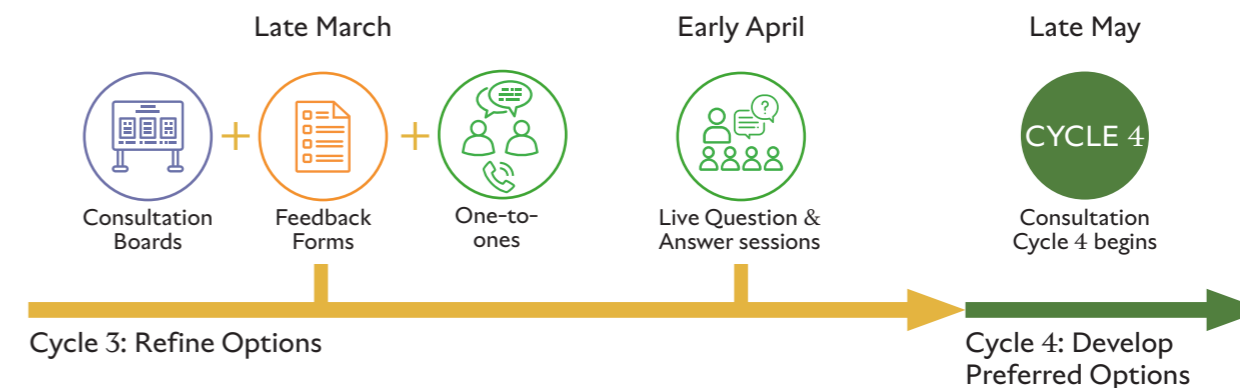 Late March
Early April
Late May
?
CYCLE 4
Consultation
Boards
Feedback
Forms
One-to-
ones
Live Question &
Answer sessions
Consultation
Cycle 4 begins
Cycle 3: Refine Options
Cycle 4: Develop
Preferred Options